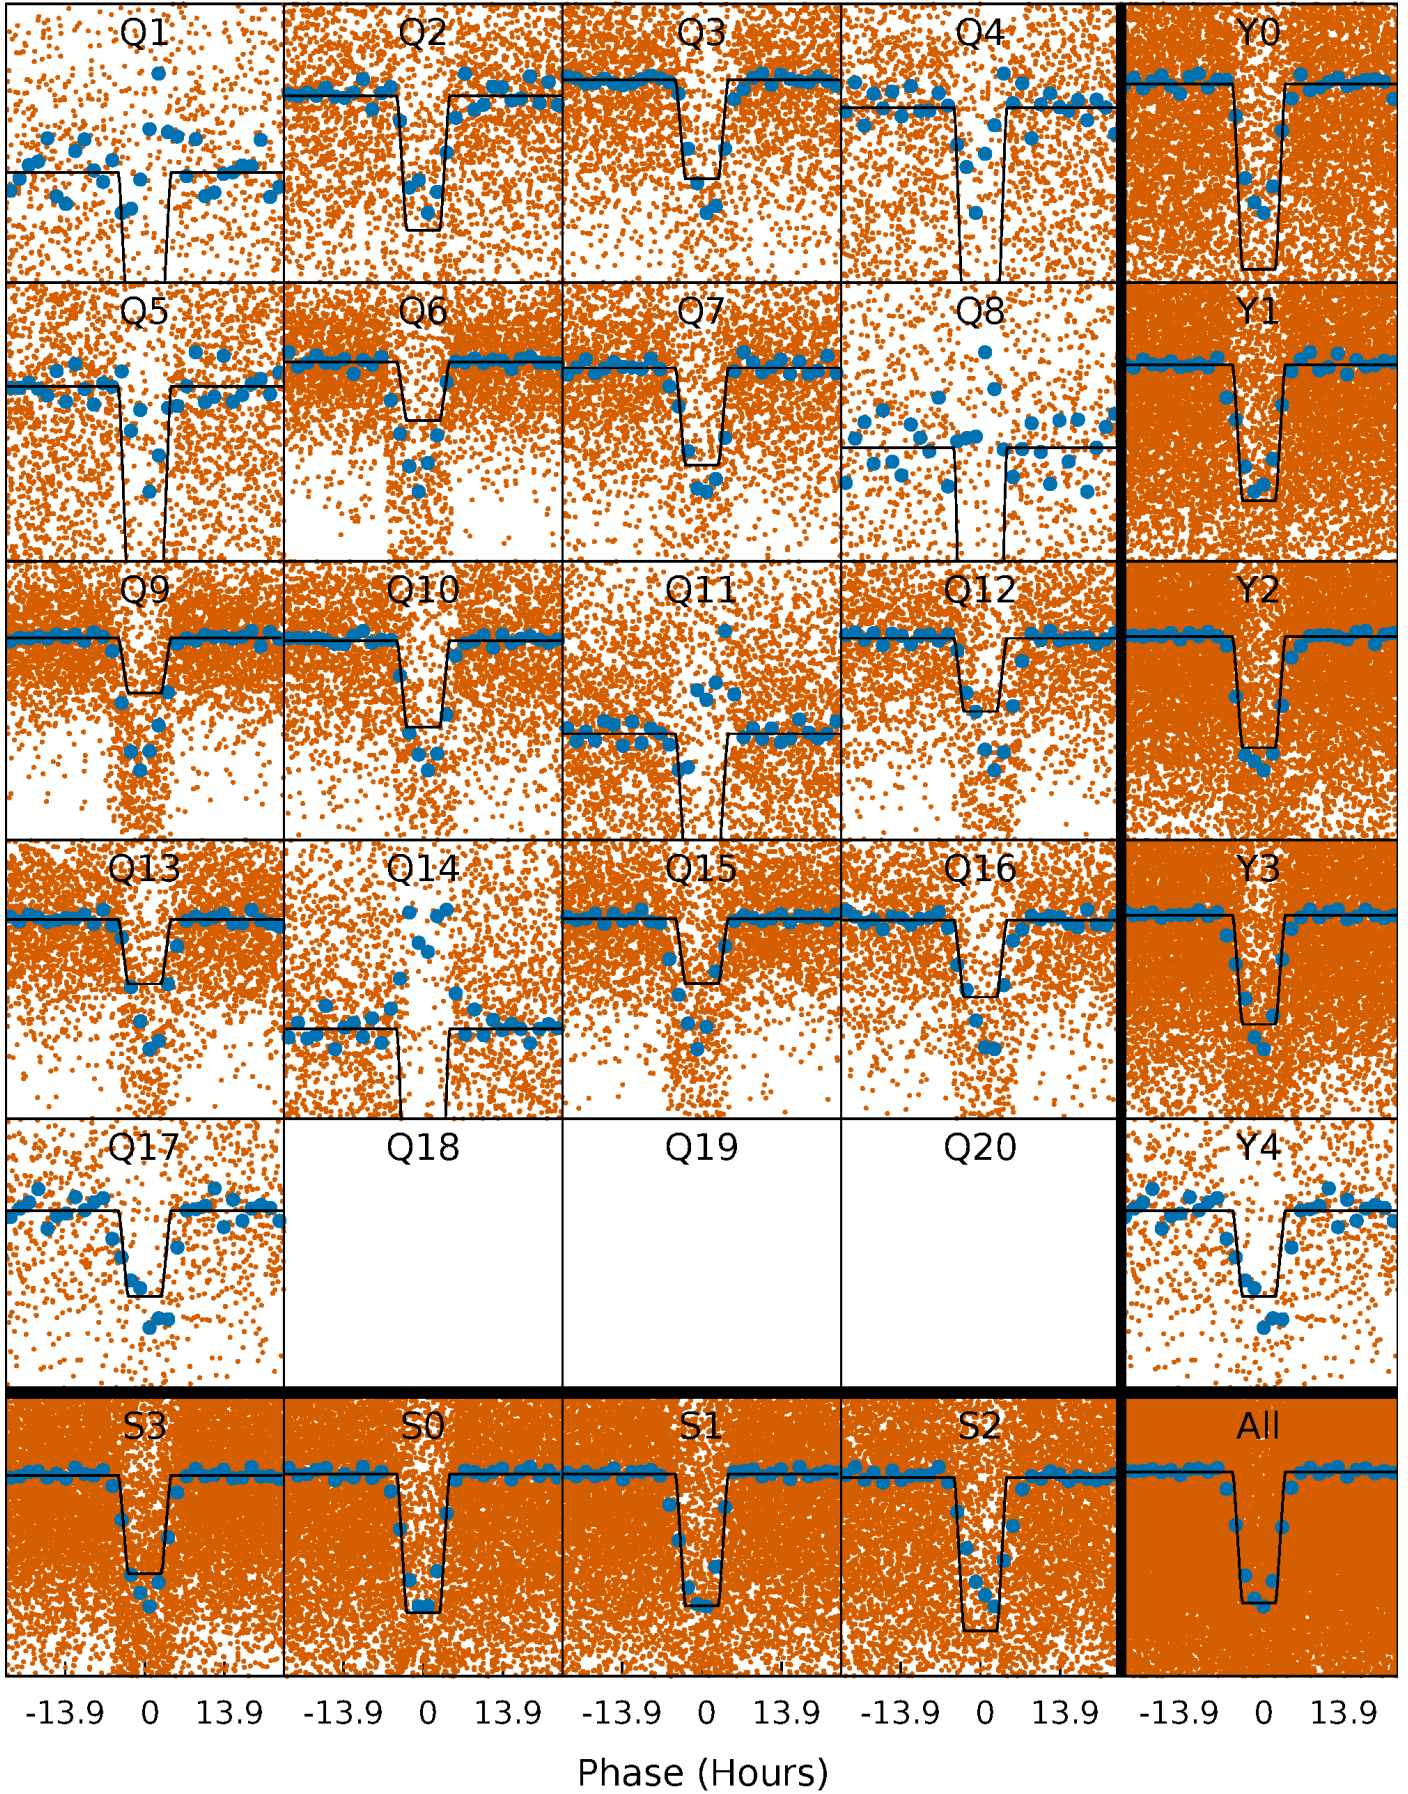 Q1 Q2 Q3 Q4 Y0
Q5 Q6 Q7 Q8 Y1
Q9 Q10 Q11 Q12 Y2
Q13 Q14 Q15 Q16 Y3
Q17 Q18 Q19 Q20 Y4
S3 S0 S1 S2 All
-13.9 0 13.9 -13.9 0 13.9 -13.9 0 13.9 -13.9 0 13.9 -13.9 0 13.9
Phase (Hours)